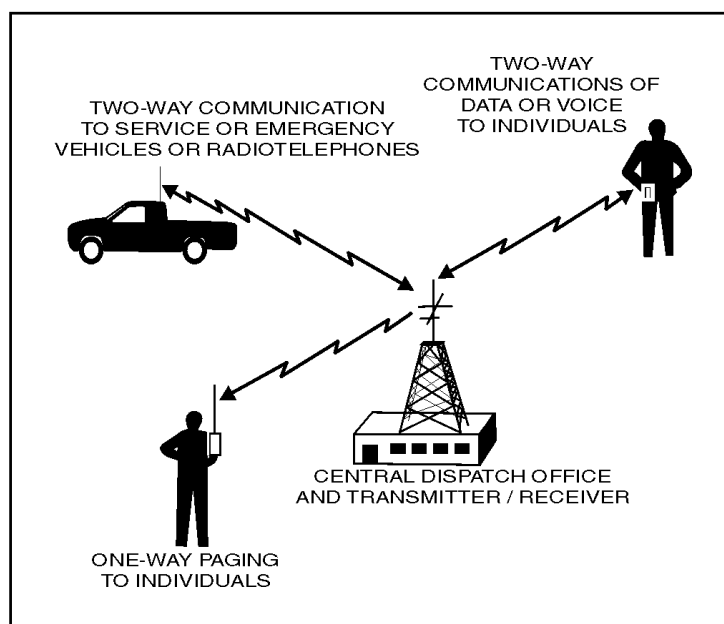 TWO-WAY COMMUNICATION
TO SERVICE OR EMERGENCY
VEHICLES OR RADIOTELEPHONES
TWO-WAY
COMMUNICATIONS OF
DATA OR VOICE
TO INDIVIDUALS
CENTRAL DISPATCH OFFICE
AND TRANSMITTER / RECEIVER
ONE-WAY PAGING
TO INDIVIDUALS